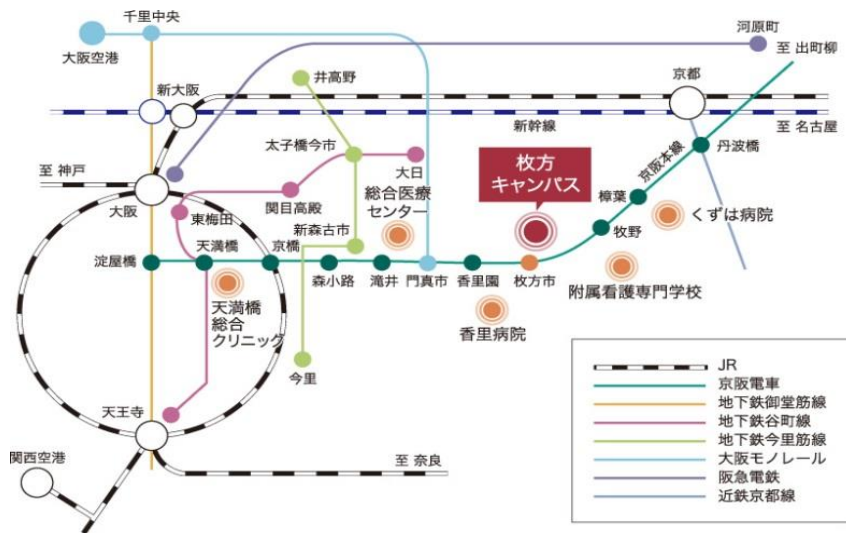 千里中央
大阪空港
河原町
至 出町柳
新大阪
井高野
京都
新幹線
至 名古屋
太子橋今市
京阪本線
丹波橋
至 神戸
大日
枚方
キャンパス
大阪
関目高殿
総合医療
センター
樟葉
くずは病院
東梅田
新森古市
牧野
淀屋橋
天満橋
京橋
森小路
滝井
門真市
香里園
枚方市
附属看護専門学校
天満橋
総合
クリニック
香里病院
今里
天王寺
関西空港
至 奈良
JR
京阪電車
地下鉄御堂筋線
地下鉄谷町線
地下鉄今里筋線
大阪モノレール
阪急電鉄
近鉄京都線